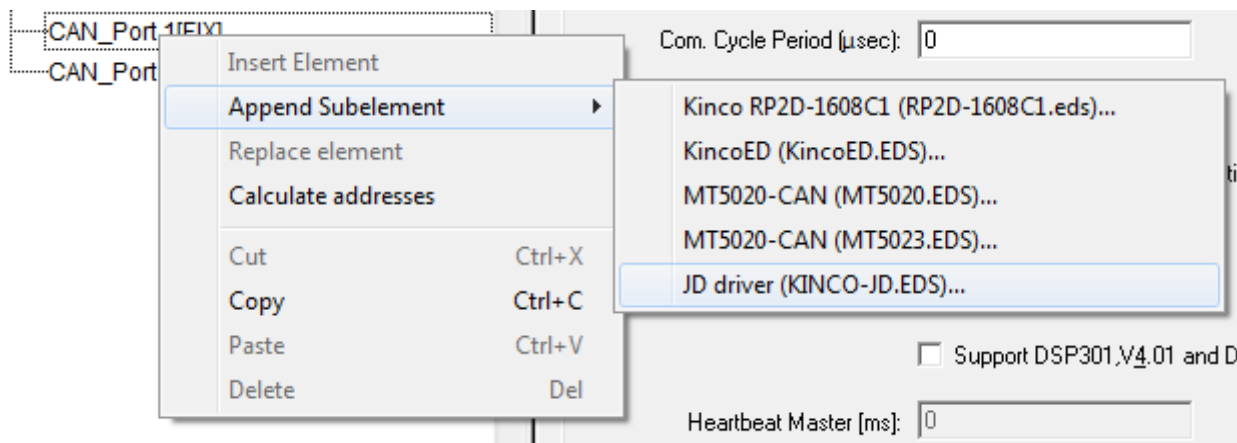 CAN_Port 1[FIX]
CAN_Port
Insert Element
Append Subelement
Replace element
Calculate addresses
Cut Ctrl+X
Copy Ctrl+C
Paste Ctrl+V
Delete Del
Com. Cycle Period (µsec): 0
Kinco RP2D-1608C1 (RP2D-1608C1.eds)...
KincoED (KincoED.EDS)...
MT5020-CAN (MT5020.EDS)...
MT5020-CAN (MT5023.EDS)...
JD driver (KINCO-JD.EDS)...
Support DSP301,V4.01 and D
Heartbeat Master [ms]: 0